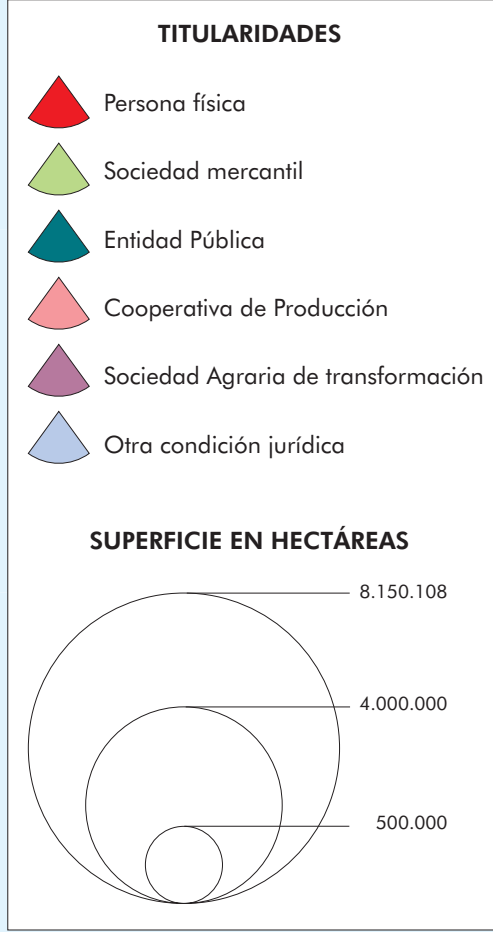 TITULARIDADES
Persona física
Sociedad mercantil
Entidad Pública
Cooperativa de Producción
Sociedad Agraria de transformación
Otra condición jurídica
SUPERFICIE EN HECTÁREAS
8.150.108
4.000.000
500.000